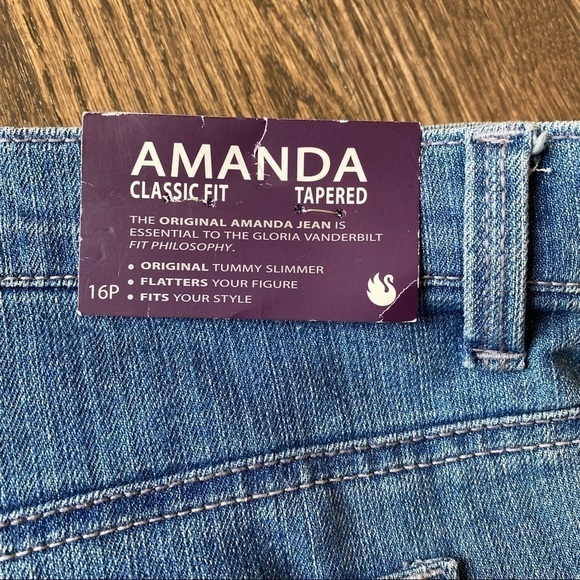 AMANDA
CLASSIC FIT TAPERED
THE ORIGINAL AMANDA JEAN IS
ESSENTIAL TO THE GLORIA VANDERBILT
FIT PHILOSOPHY.
• ORIGINAL TUMMY SLIMMER
• FLATTERS YOUR FIGURE
• FITS YOUR STYLE
16P